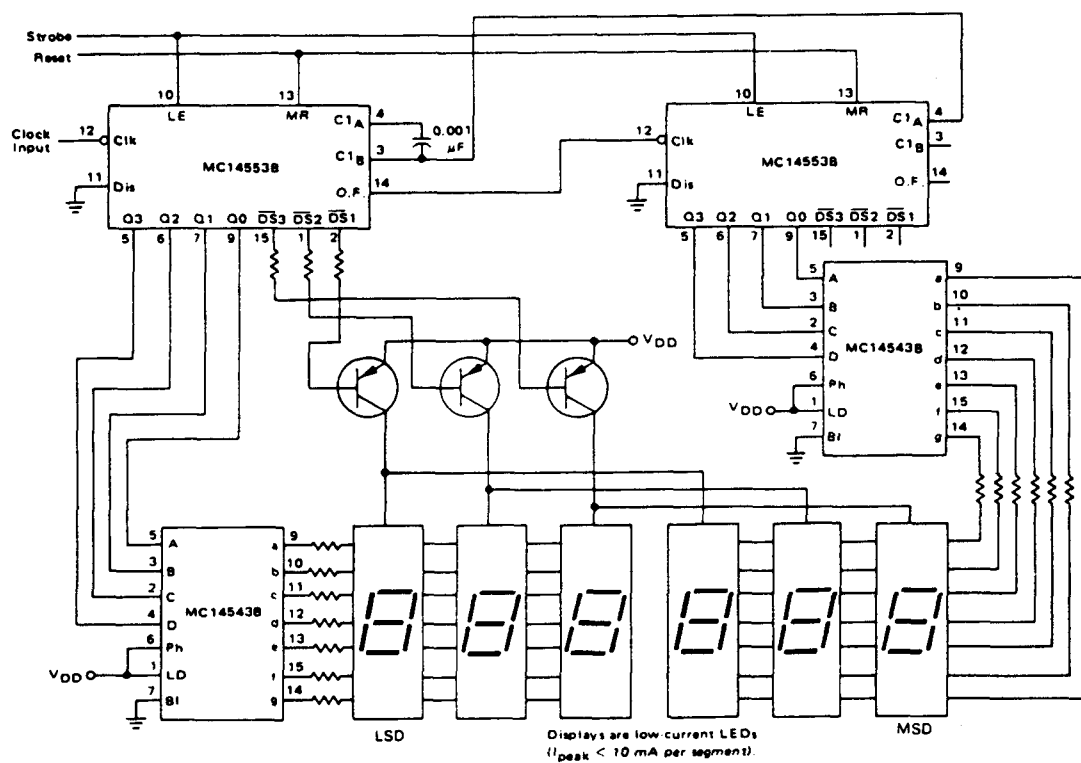 Strobe
Reset
10
13
LE
MR
Clock
Input
12
Clk
11
Dis
MC14553B
C1A
4
0.001
µF
C1B
3
O.F.
14
Q3 Q2 Q1 Q0 DS3 DS2 DS1
5 6 7 9 15 1 2
10
13
LE
MR
12
Clk
11
Dis
MC14553B
C1A
4
C1B
3
O.F.
14
Q3 Q2 Q1 Q0 DS3 DS2 DS1
5 6 7 9 15 1 2
VDD
5 A
3 B
2 C
4 D
6 Ph
VDD
1 LD
7 BI
MC14543B
a 9
b 10
c 11
d 12
e 13
f 15
g 14
5 A
3 B
2 C
4 D
6 Ph
VDD
1 LD
7 BI
MC14543B
a 9
b 10
c 11
d 12
e 13
f 15
g 14
LSD
Displays are low-current LEDs
(Ipeak < 10 mA per segment).
MSD